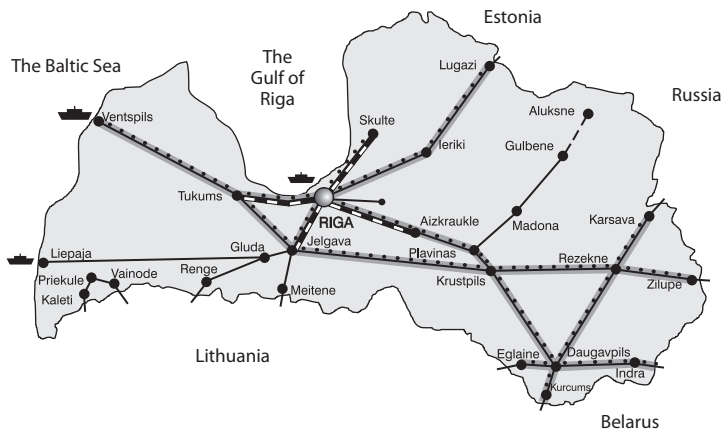 Estonia
The Baltic Sea
The
Gulf of
Riga
Lugazi
Russia
Ventspils
Skulte
Aluksne
Ieriki
Gulbene
Tukums
RIGA
Aizkraukle
Madona
Karsava
Liepaja
Gluda
Jelgava
Plavinas
Rezekne
Priekule
Vainode
Renge
Krustpils
Zilupe
Kaleti
Meitene
Lithuania
Eglaine
Daugavpils
Indra
Kurcums
Belarus